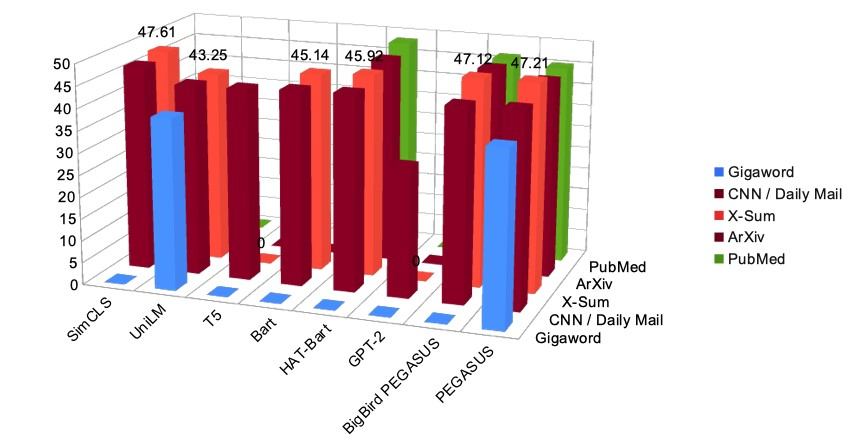 47.61
43.25
45.14
45.92
47.12
47.21
50
45
40
35
30
25
20
15
10
5
0
0
0
SimCLS
UniLM
T5
Bart
HAT-Bart
GPT-2
BigBird PEGASUS
PEGASUS
PubMed
ArXiv
X-Sum
CNN / Daily Mail
Gigaword
Gigaword
CNN / Daily Mail
X-Sum
ArXiv
PubMed